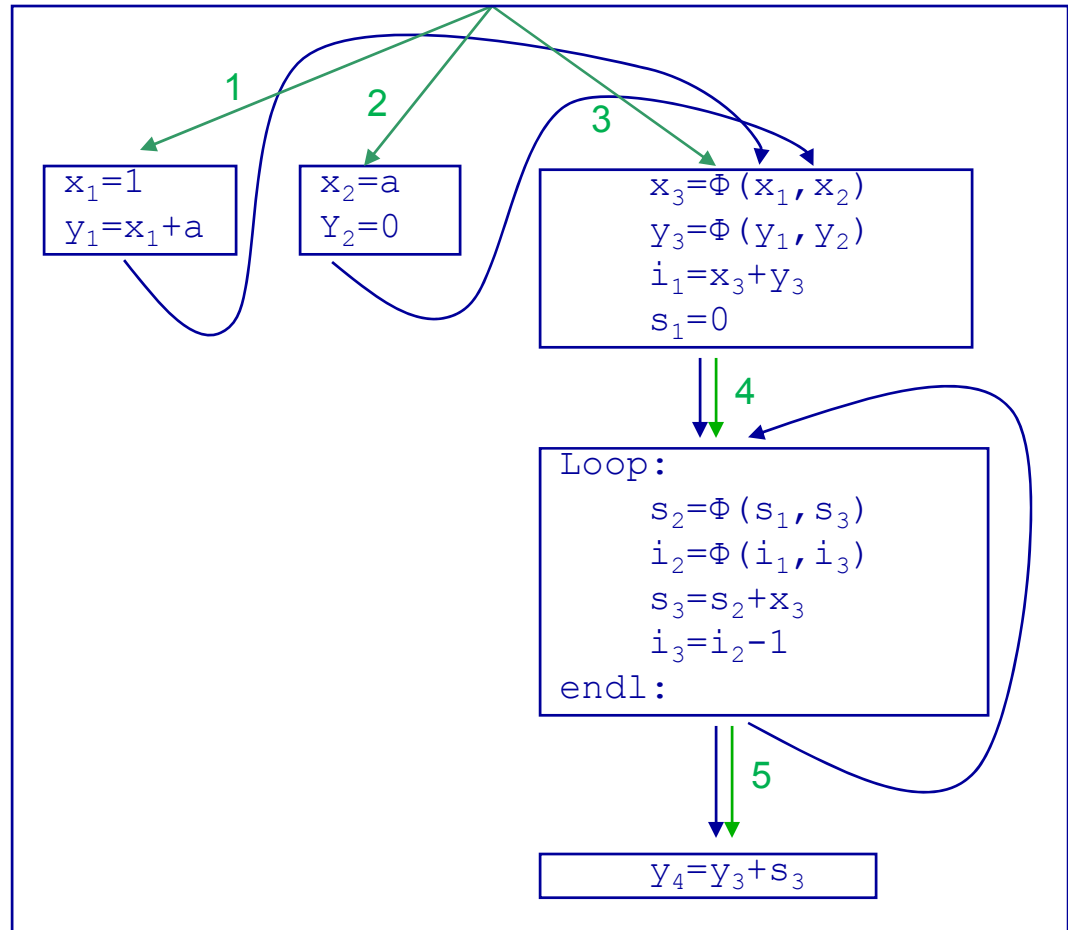 1
2
3
x₁=1
y₁=x₁+a
x₂=a
Y₂=0
x₃=Φ(x₁,x₂)
y₃=Φ(y₁,y₂)
i₁=x₃+y₃
s₁=0
4
Loop:
s₂=Φ(s₁,s₃)
i₂=Φ(i₁,i₃)
s₃=s₂+x₃
i₃=i₂-1
endl:
5
y₄=y₃+s₃